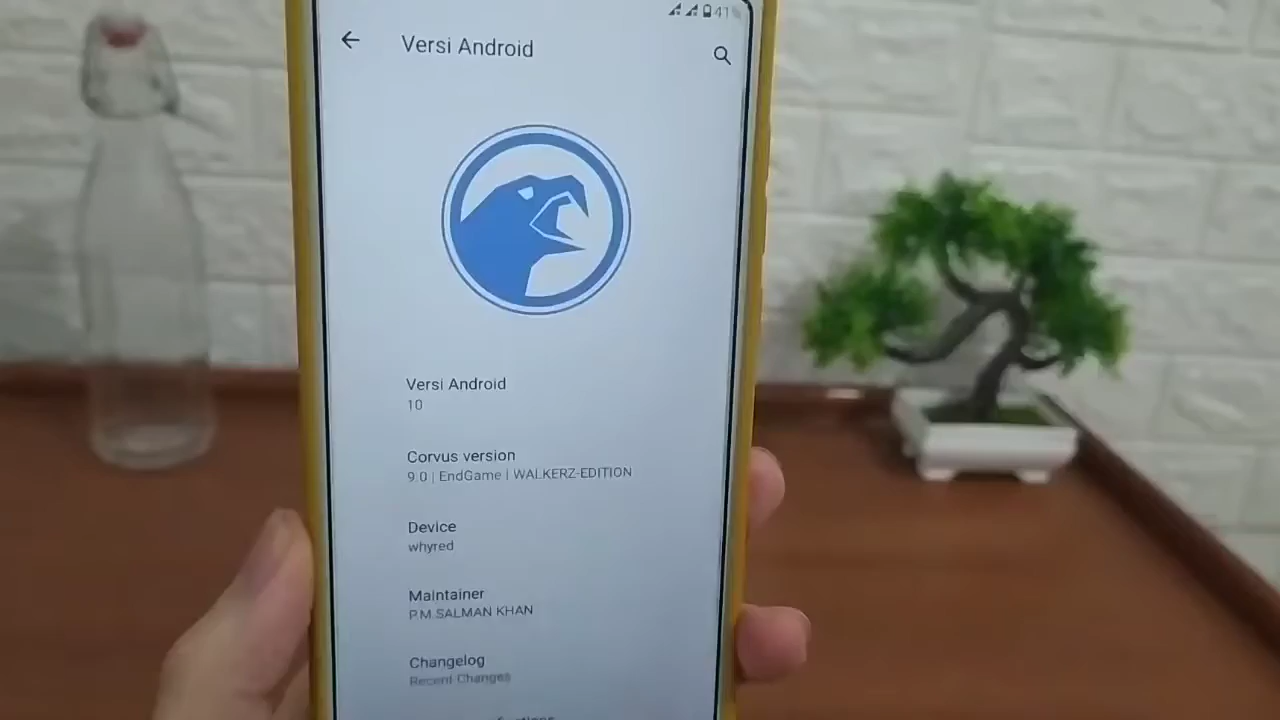 41%
Versi Android
Versi Android
10
Corvus version
9.0 | EndGame | WALKERZ-EDITION
Device
whyred
Maintainer
P.M.SALMAN KHAN
Changelog
Recent Changes